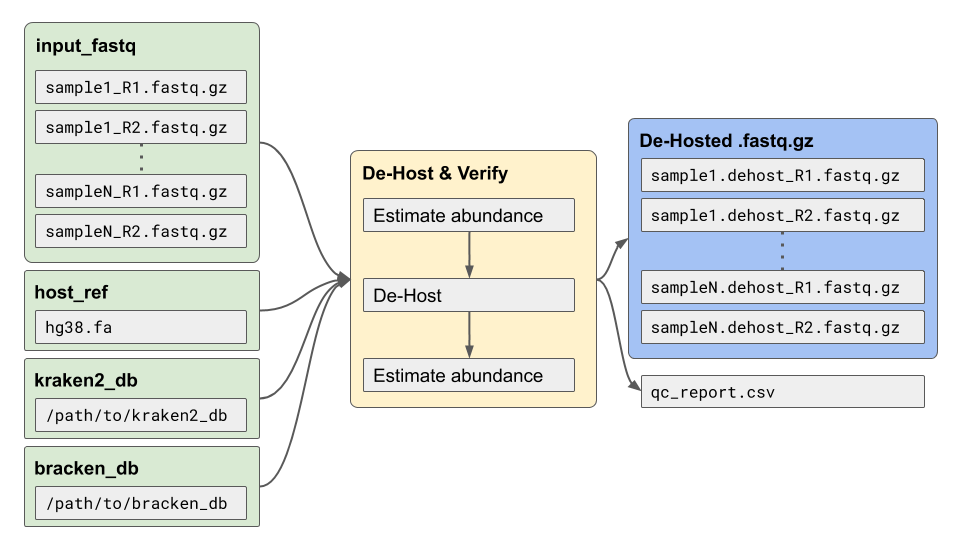 input_fastq
sample1_R1.fastq.gz
sample1_R2.fastq.gz
sampleN_R1.fastq.gz
sampleN_R2.fastq.gz
host_ref
hg38.fa
kraken2_db
/path/to/kraken2_db
bracken_db
/path/to/bracken_db
De-Host & Verify
Estimate abundance
De-Host
Estimate abundance
De-Hosted .fastq.gz
sample1.dehost_R1.fastq.gz
sample1.dehost_R2.fastq.gz
sampleN.dehost_R1.fastq.gz
sampleN.dehost_R2.fastq.gz
qc_report.csv